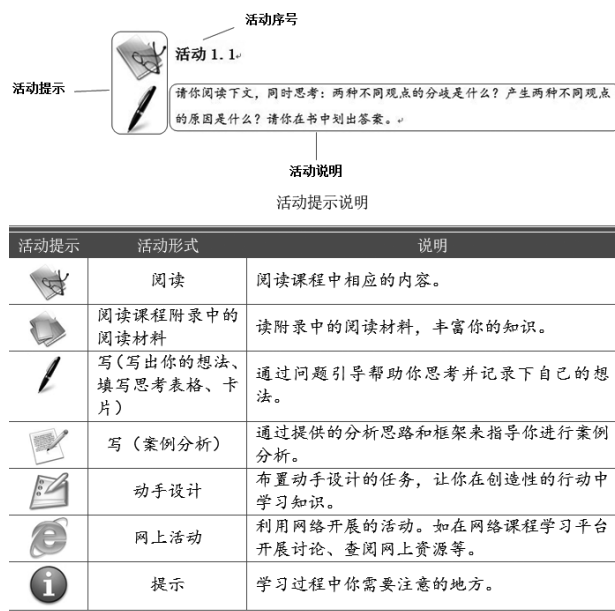 活动序号
活动 1.1
活动提示
请你阅读下文，同时思考：两种不同观点的分歧是什么？产生两种不同观点
的原因是什么？请你在书中划出答案。
活动说明
活动提示说明
活动提示 活动形式 说明
阅读 阅读课程中相应的内容。
阅读课程附录中的
阅读材料
读附录中的阅读材料，丰富你的知识。
写（写出你的想法、
填写思考表格、卡
片）
通过问题引导帮助你思考并记录下自己的想
法。
写（案例分析）
通过提供的分析思路和框架来指导你进行案例
分析。
动手设计
布置动手设计的任务，让你在创造性的行动中
学习知识。
网上活动
利用网络开展的活动。如在网络课程学习平台
开展讨论、查阅网上资源等。
提示 学习过程中你需要注意的地方。